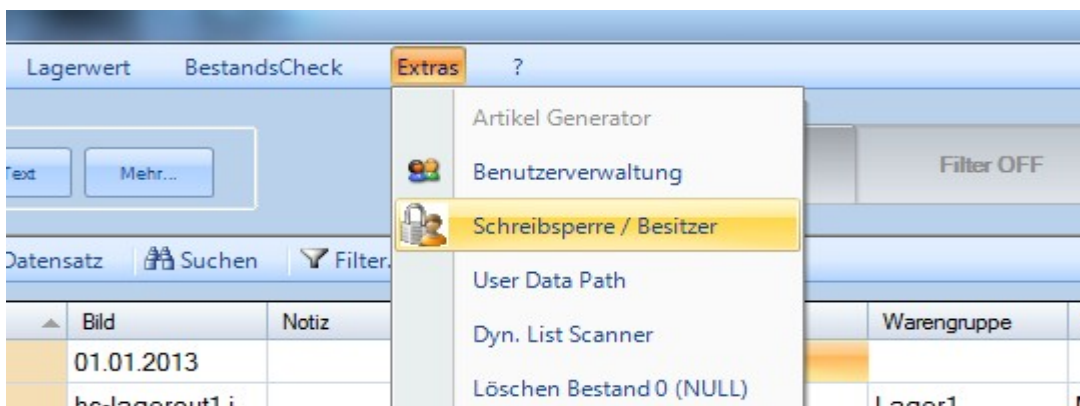 Lagerwert BestandsCheck Extras ?
Artikel Generator
Text Mehr... Benutzerverwaltung Filter OFF
Schreibsperre / Besitzer
Datensatz Suchen Filter.
User Data Path
Bild Notiz Dyn. List Scanner Warengruppe
01.01.2013
Löschen Bestand 0 (NULL)
Lager1